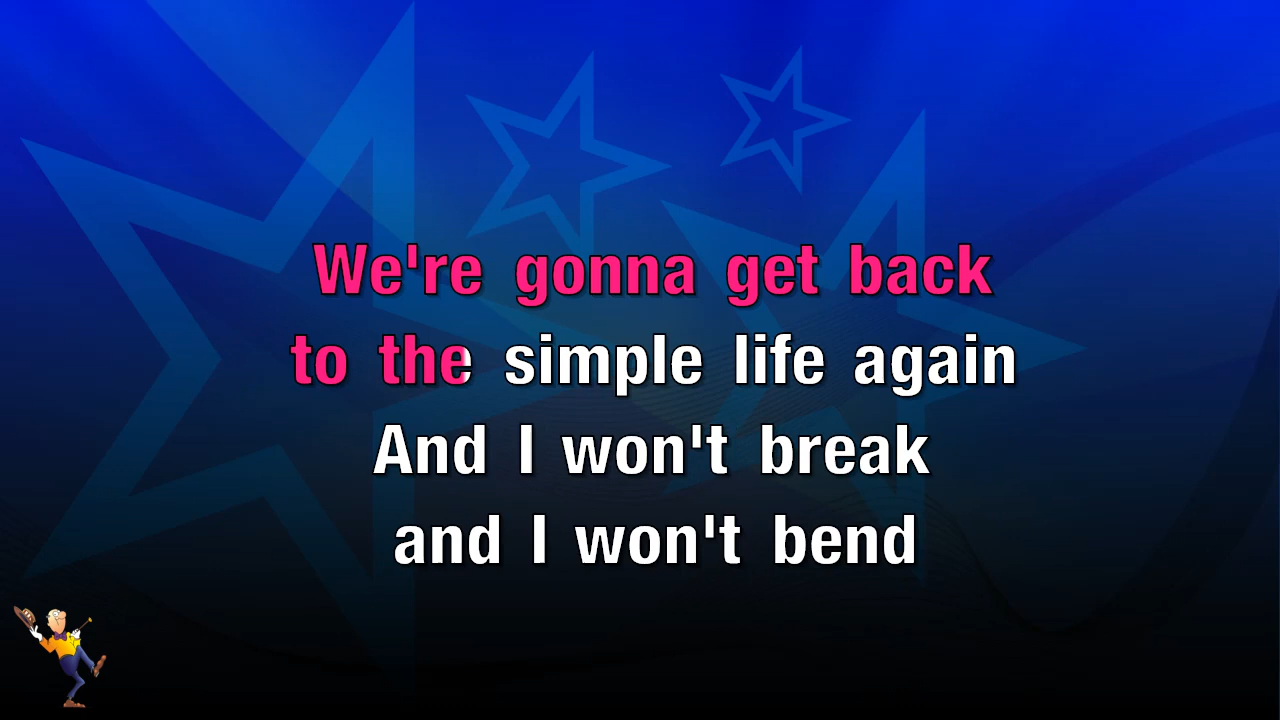 We're gonna get back
to the simple life again
And I won't break
and I won't bend